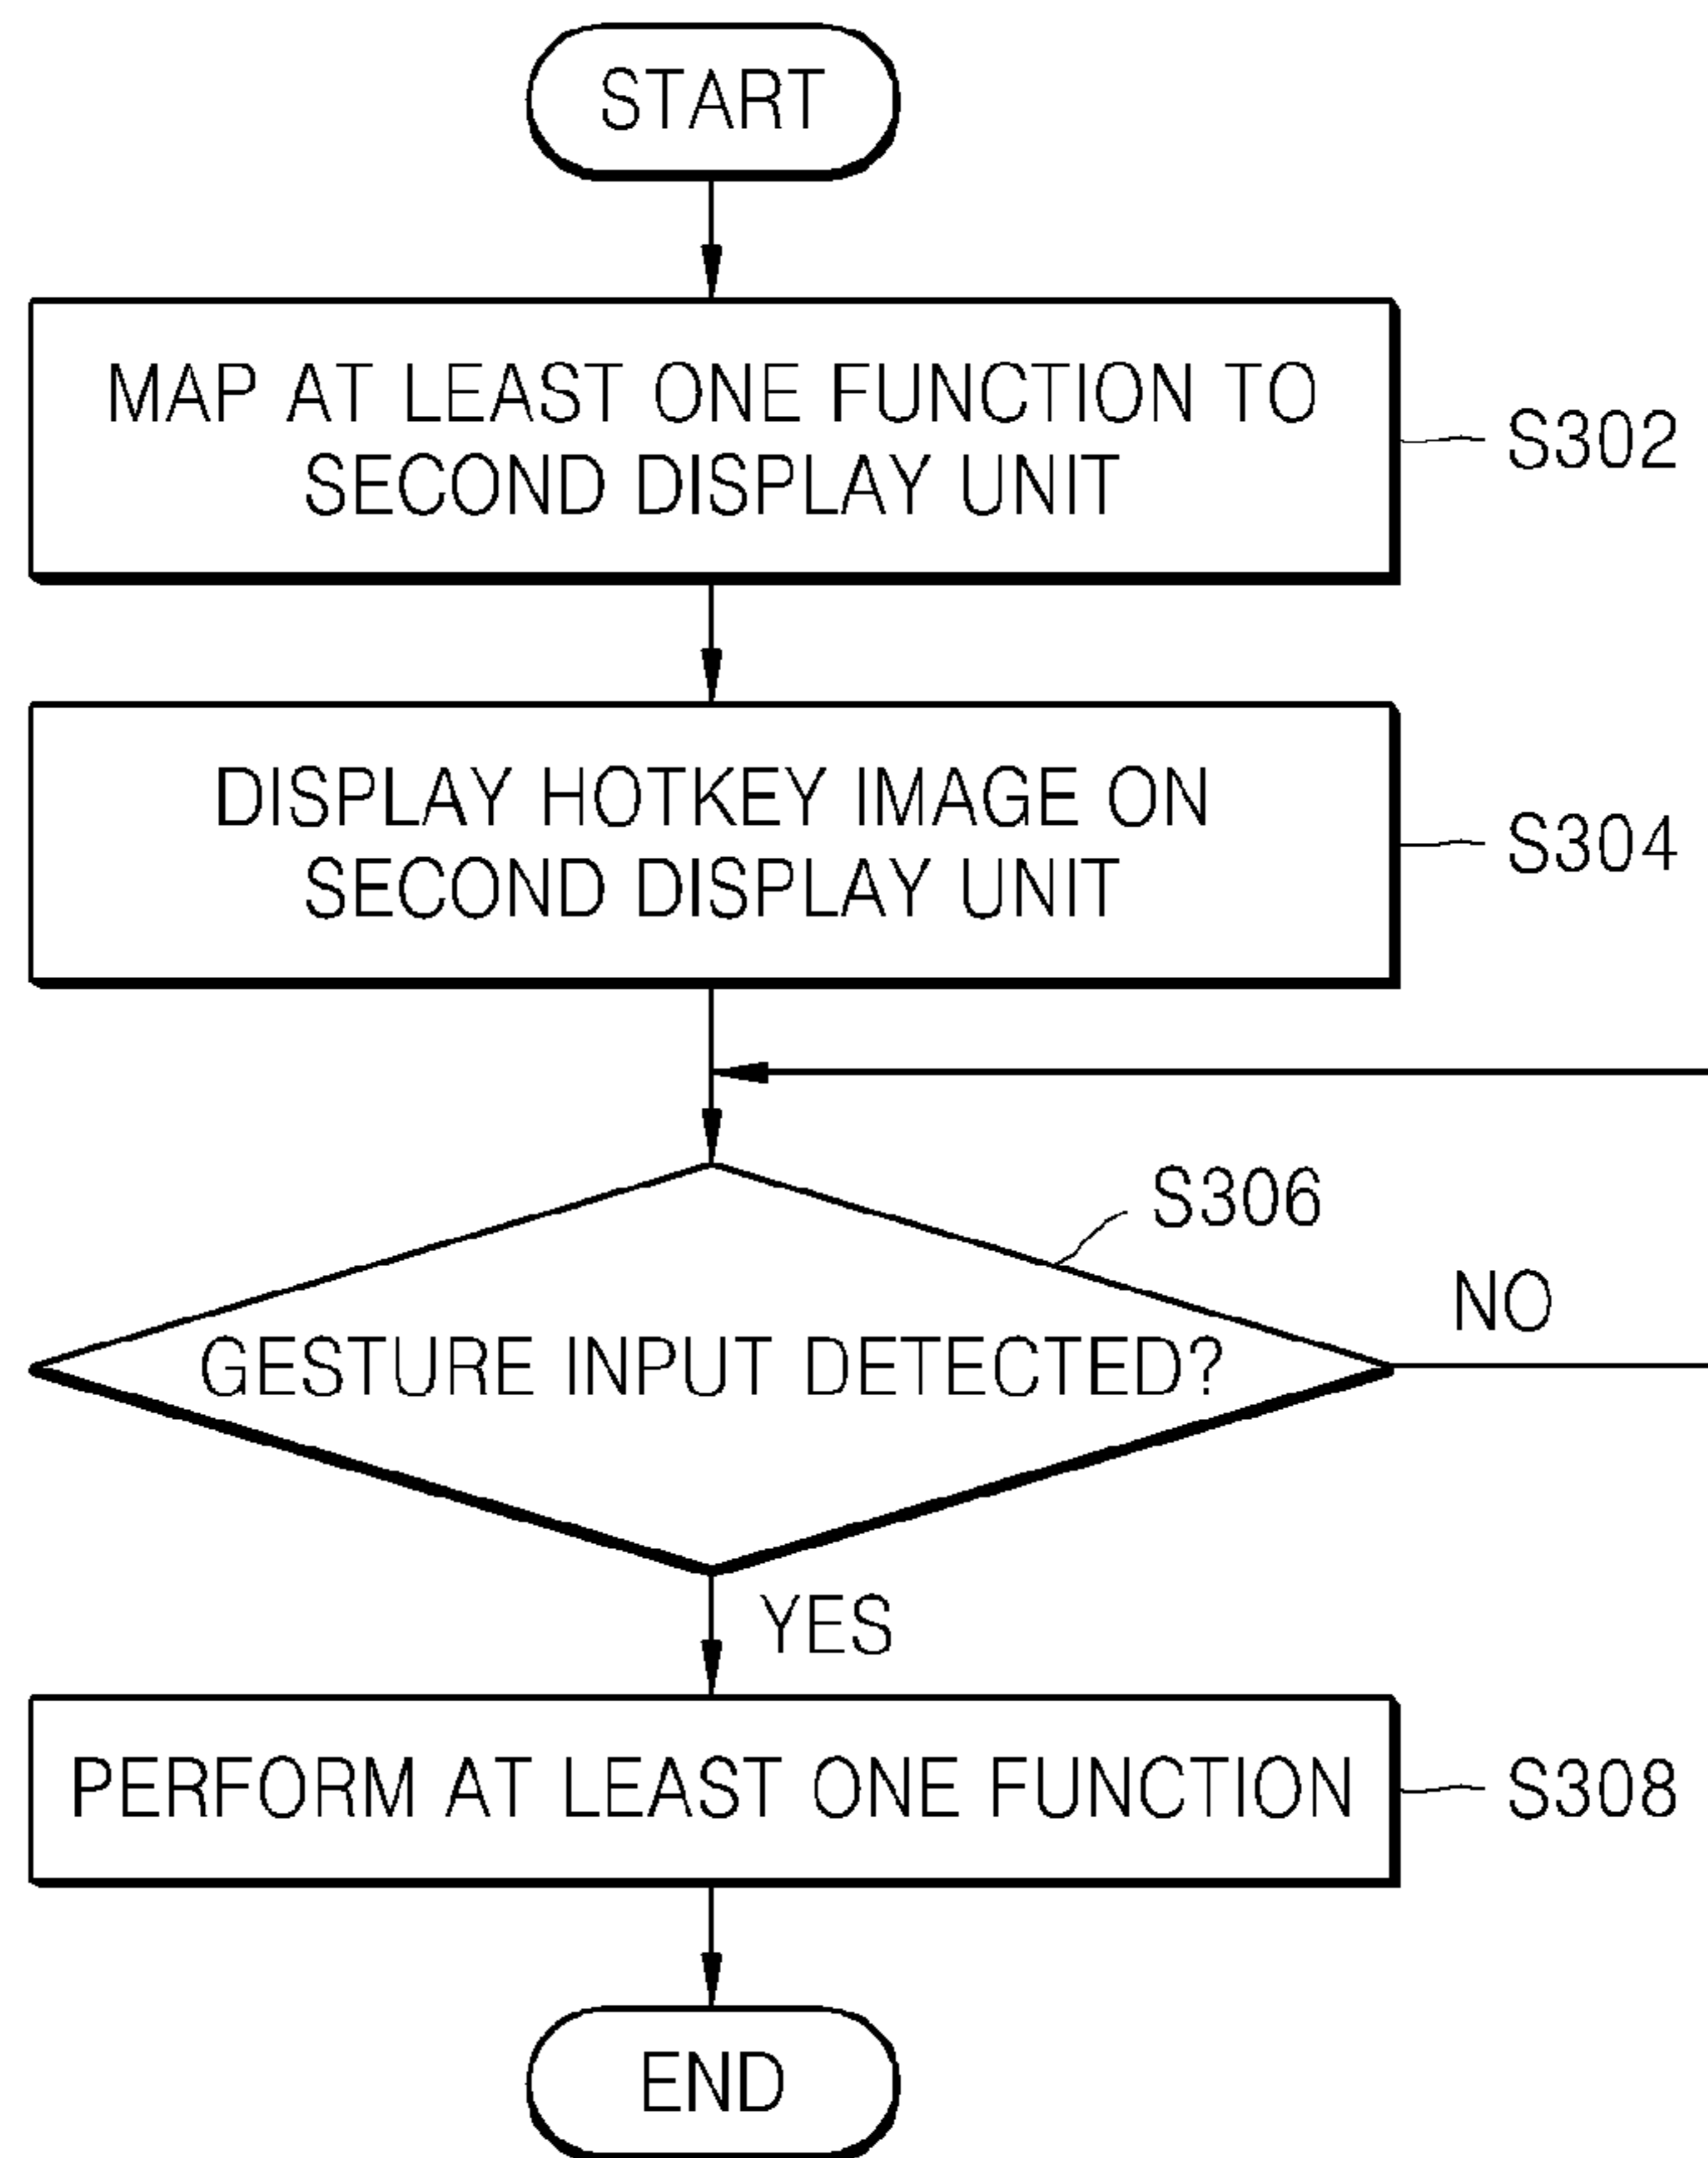 START
MAP AT LEAST ONE FUNCTION TO
SECOND DISPLAY UNIT
S302
DISPLAY HOTKEY IMAGE ON
SECOND DISPLAY UNIT
S304
S306
NO
GESTURE INPUT DETECTED?
YES
PERFORM AT LEAST ONE FUNCTION
S308
END